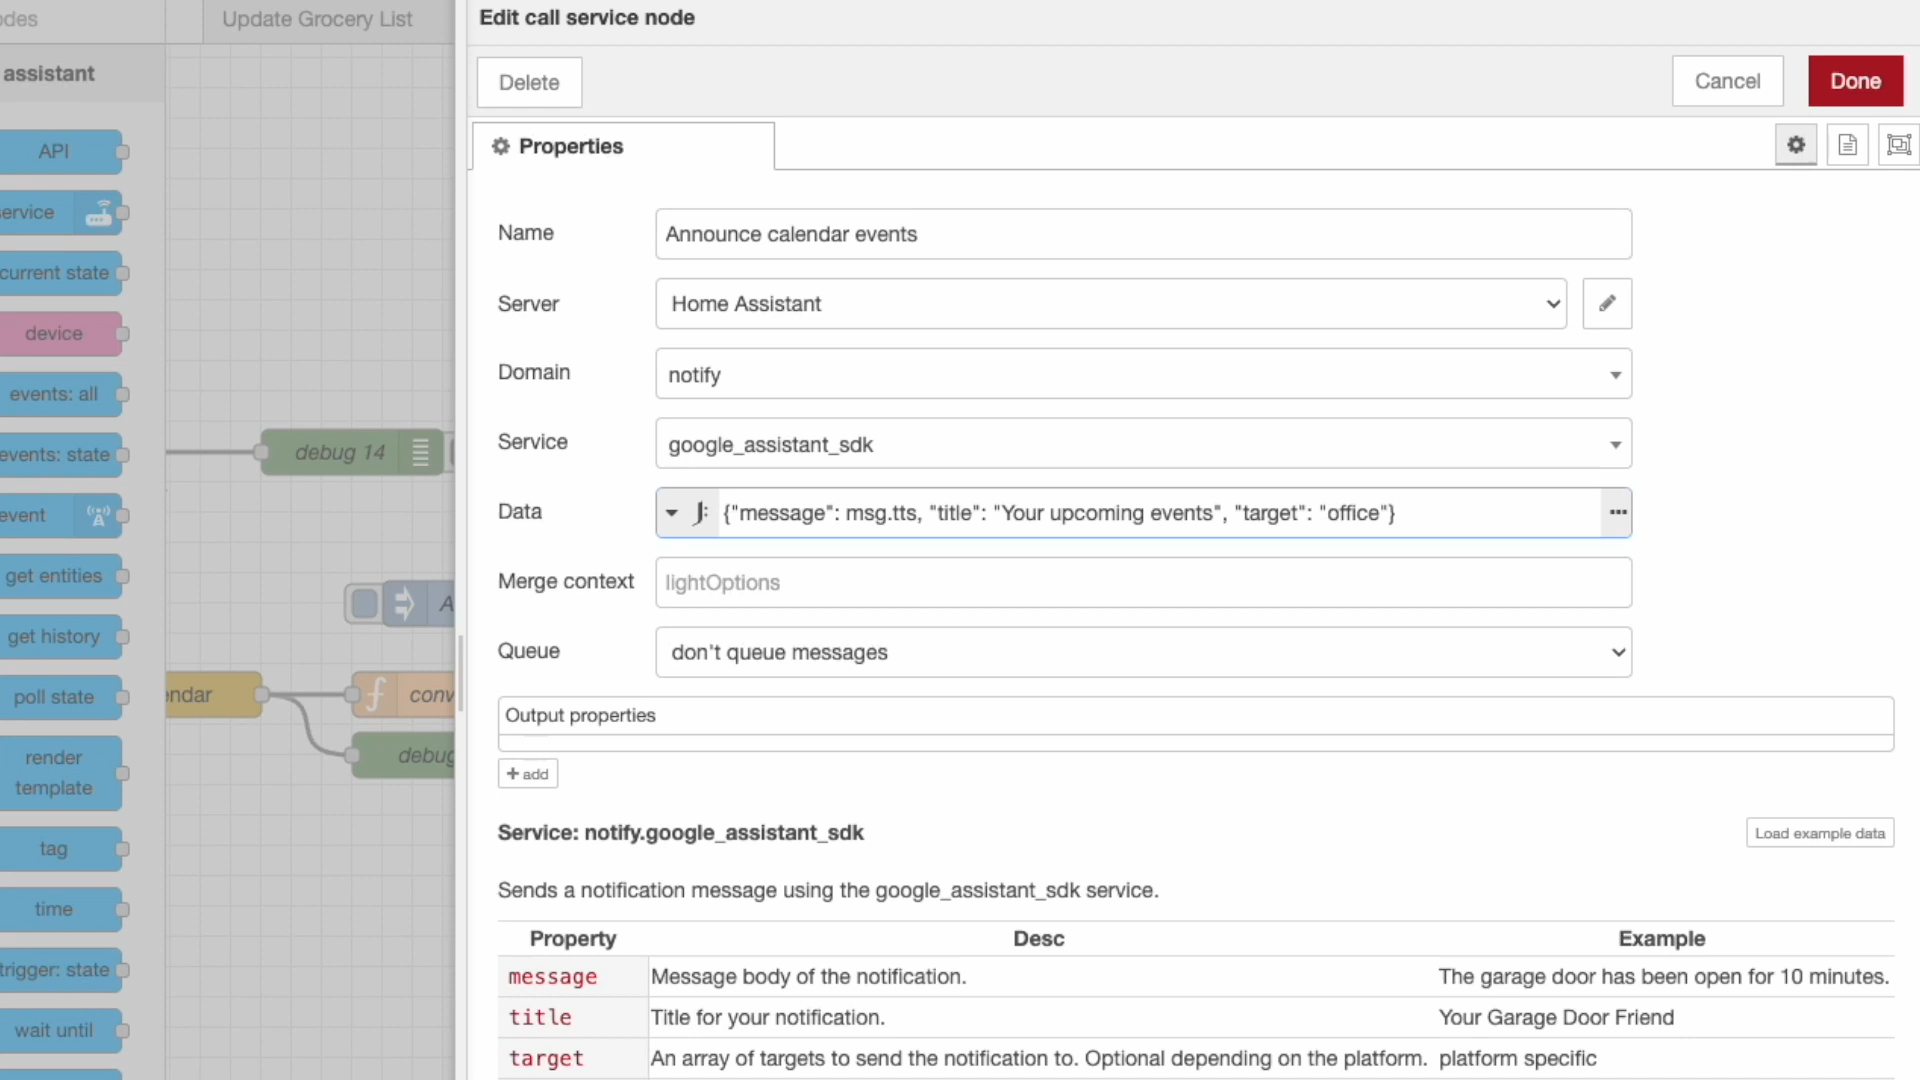 odes
Update Grocery List
Edit call service node
assistant
Delete
Cancel
Done
Properties
API
service
current state
device
events: all
events: state
event
get entities
get history
poll state
render
template
tag
time
trigger: state
wait until
debug 14
A
endar
conv
debug
Name
Announce calendar events
Server
Home Assistant
Domain
notify
Service
google_assistant_sdk
Data
J: {"message": msg.tts, "title": "Your upcoming events", "target": "office"}
Merge context
lightOptions
Queue
don't queue messages
Output properties
+ add
Service: notify.google_assistant_sdk
Load example data
Sends a notification message using the google_assistant_sdk service.
Property Desc Example
message Message body of the notification. The garage door has been open for 10 minutes.
title Title for your notification. Your Garage Door Friend
target An array of targets to send the notification to. Optional depending on the platform. platform specific